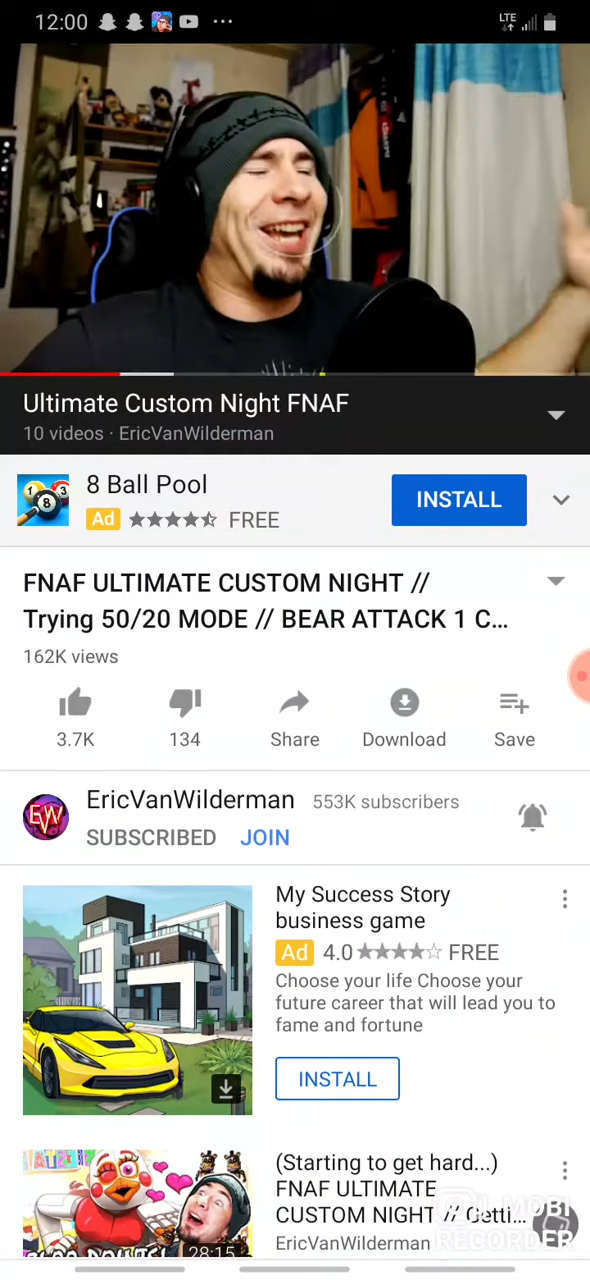 12:00
LTE
Ultimate Custom Night FNAF
10 videos · EricVanWilderman
8 Ball Pool
INSTALL
Ad FREE
FNAF ULTIMATE CUSTOM NIGHT //
Trying 50/20 MODE // BEAR ATTACK 1 C...
162K views
3.7K
134
Share
Download
Save
EW
EricVanWilderman 553K subscribers
SUBSCRIBED JOIN
My Success Story
business game
Ad 4.0 FREE
Choose your life Choose your
future career that will lead you to
fame and fortune
INSTALL
(Starting to get hard...)
FNAF ULTIMATE
CUSTOM NIGHT // Getti...
EricVanWilderman
28:15
MOBI
RECORDER